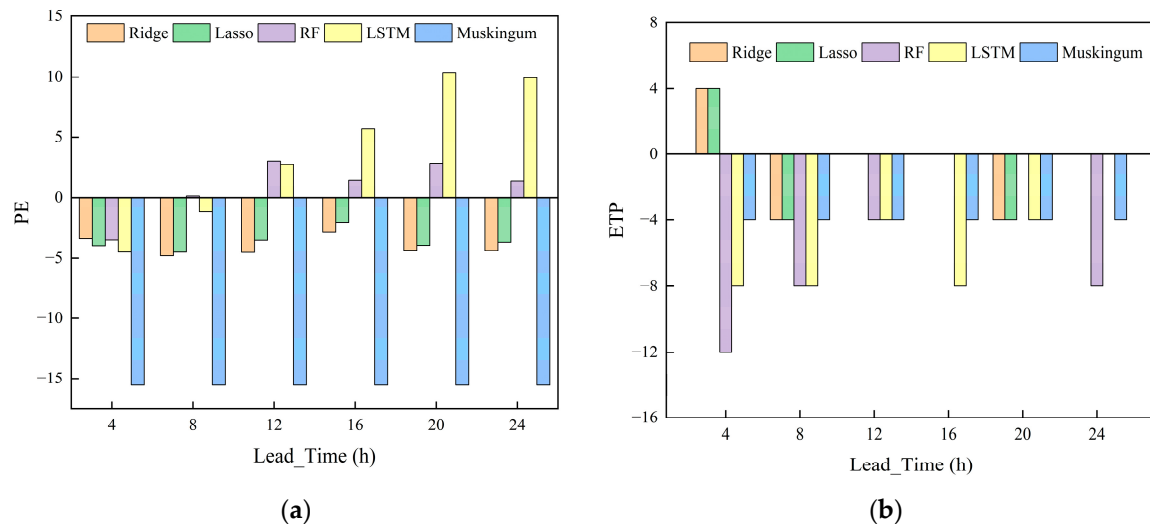 15
Ridge Lasso RF LSTM Muskingum
10
5
0
−5
−10
−15
PE
4 8 12 16 20 24
Lead_Time (h)
(a)
8
Ridge Lasso RF LSTM Muskingum
4
0
−4
−8
−12
−16
ETP
4 8 12 16 20 24
Lead_Time (h)
(b)